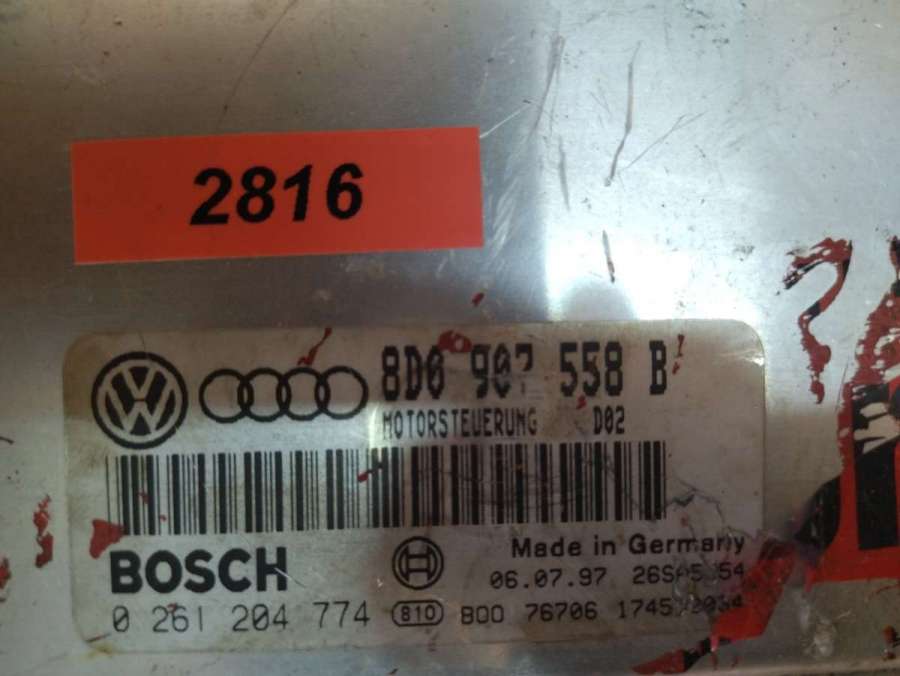 2816
8D0 907 558 B
MOTORSTEUERUNG D02
BOSCH
Made in Germany
06.07.97
0 261 204 774 810 800 76706